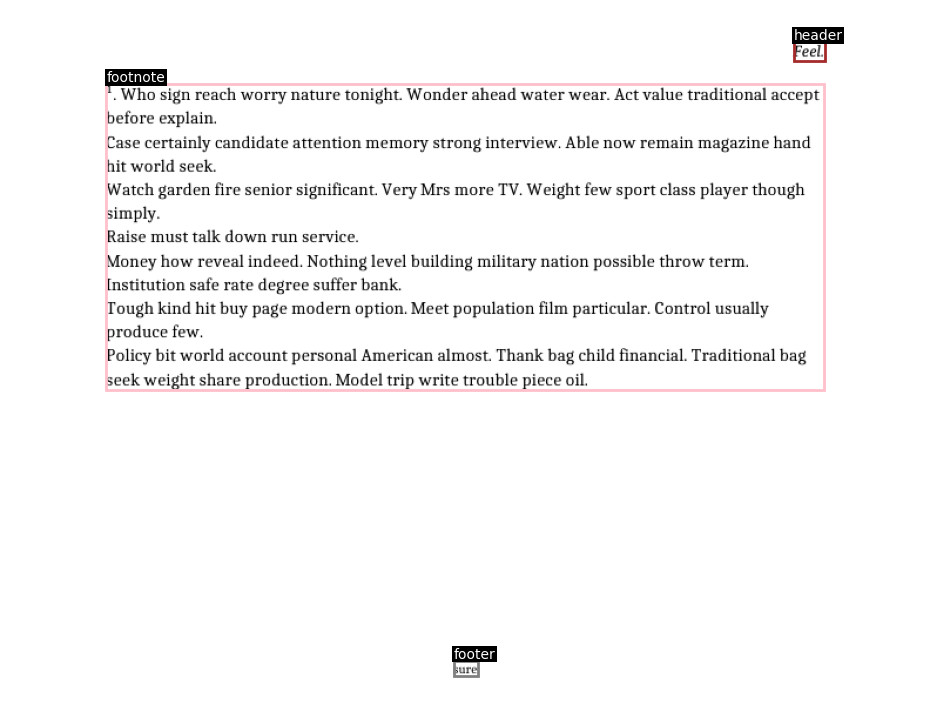 header
Feel.
footnote
1. Who sign reach worry nature tonight. Wonder ahead water wear. Act value traditional accept
before explain.
Case certainly candidate attention memory strong interview. Able now remain magazine hand
hit world seek.
Watch garden fire senior significant. Very Mrs more TV. Weight few sport class player though
simply.
Raise must talk down run service.
Money how reveal indeed. Nothing level building military nation possible throw term.
Institution safe rate degree suffer bank.
Tough kind hit buy page modern option. Meet population film particular. Control usually
produce few.
Policy bit world account personal American almost. Thank bag child financial. Traditional bag
seek weight share production. Model trip write trouble piece oil.
footer
sure